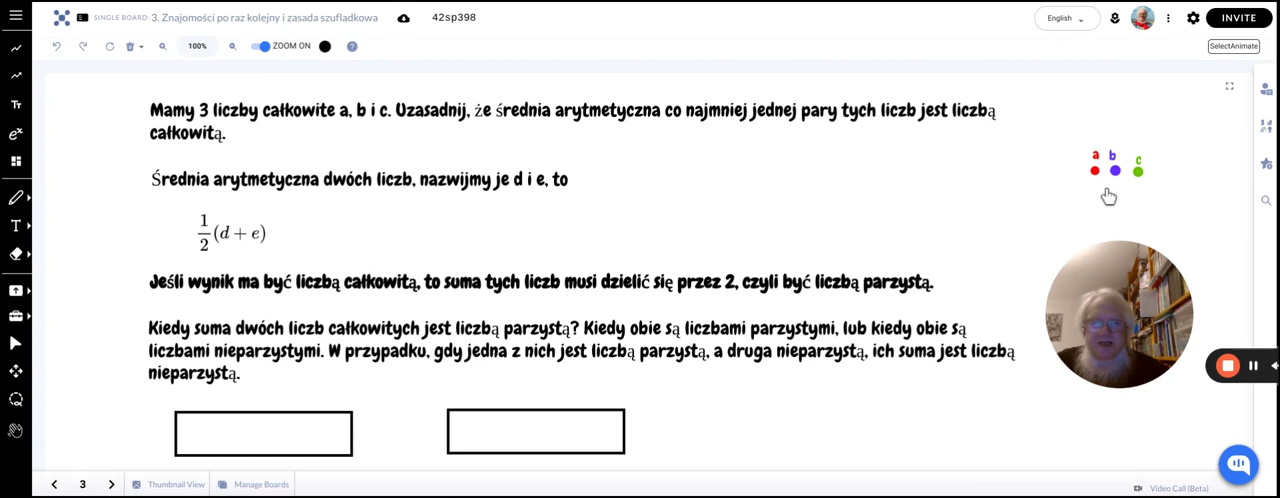 SINGLE BOARD: 3. Znajomości po raz kolejny i zasada szufladkowa
42sp398
English
INVITE
100%
ZOOM ON
SelectAnimate
Mamy 3 liczby całkowite a, b i c. Uzasadnij, że średnia arytmetyczna co najmniej jednej pary tych liczb jest liczbą
całkowitą.
a b c
Średnia arytmetyczna dwóch liczb, nazwijmy je d i e, to
1/2 (d + e)
Jeśli wynik ma być liczbą całkowitą, to suma tych liczb musi dzielić się przez 2, czyli być liczbą parzystą.
Kiedy suma dwóch liczb całkowitych jest liczbą parzystą? Kiedy obie są liczbami parzystymi, lub kiedy obie są
liczbami nieparzystymi. W przypadku, gdy jedna z nich jest liczbą parzystą, a druga nieparzystą, ich suma jest liczbą
nieparzystą.
Tr
eˣ
T
3
Thumbnail View
Manage Boards
Video Call (Beta)